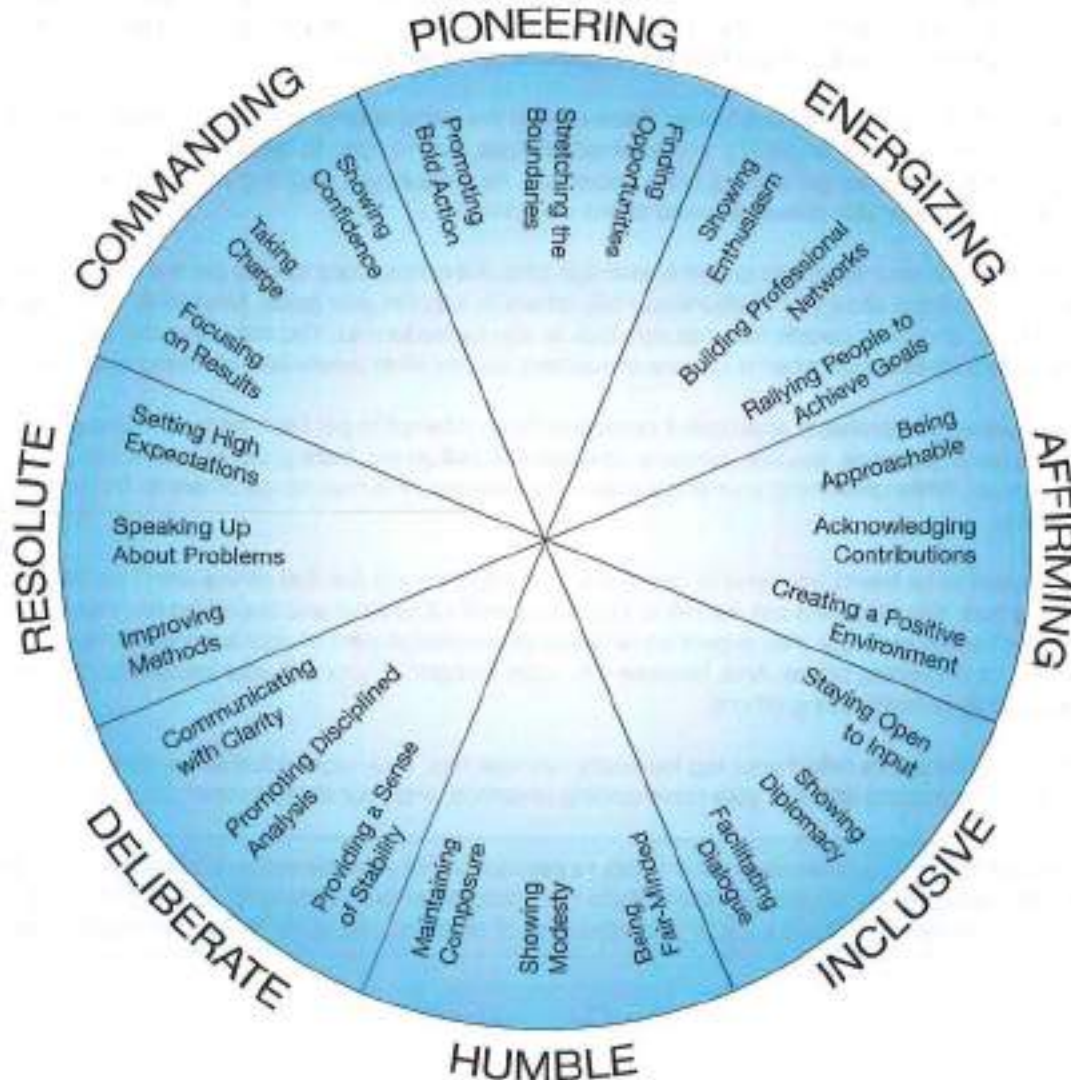 PIONEERING
Promoting
Bold Action
Stretching the
Boundaries
Finding
Opportunities
ENERGIZING
Showing
Enthusiasm
Building Professional
Networks
Rallying People to
Achieve Goals
AFFIRMING
Being
Approachable
Acknowledging
Contributions
Creating a Positive
Environment
INCLUSIVE
Staying Open
to Input
Showing
Diplomacy
Facilitating
Dialogue
HUMBLE
Being
Fair-Minded
Showing
Modesty
Maintaining
Composure
DELIBERATE
Providing a Sense
of Stability
Promoting Disciplined
Analysis
Communicating
with Clarity
RESOLUTE
Improving
Methods
Speaking Up
About Problems
Setting High
Expectations
COMMANDING
Focusing
on Results
Taking
Charge
Showing
Confidence